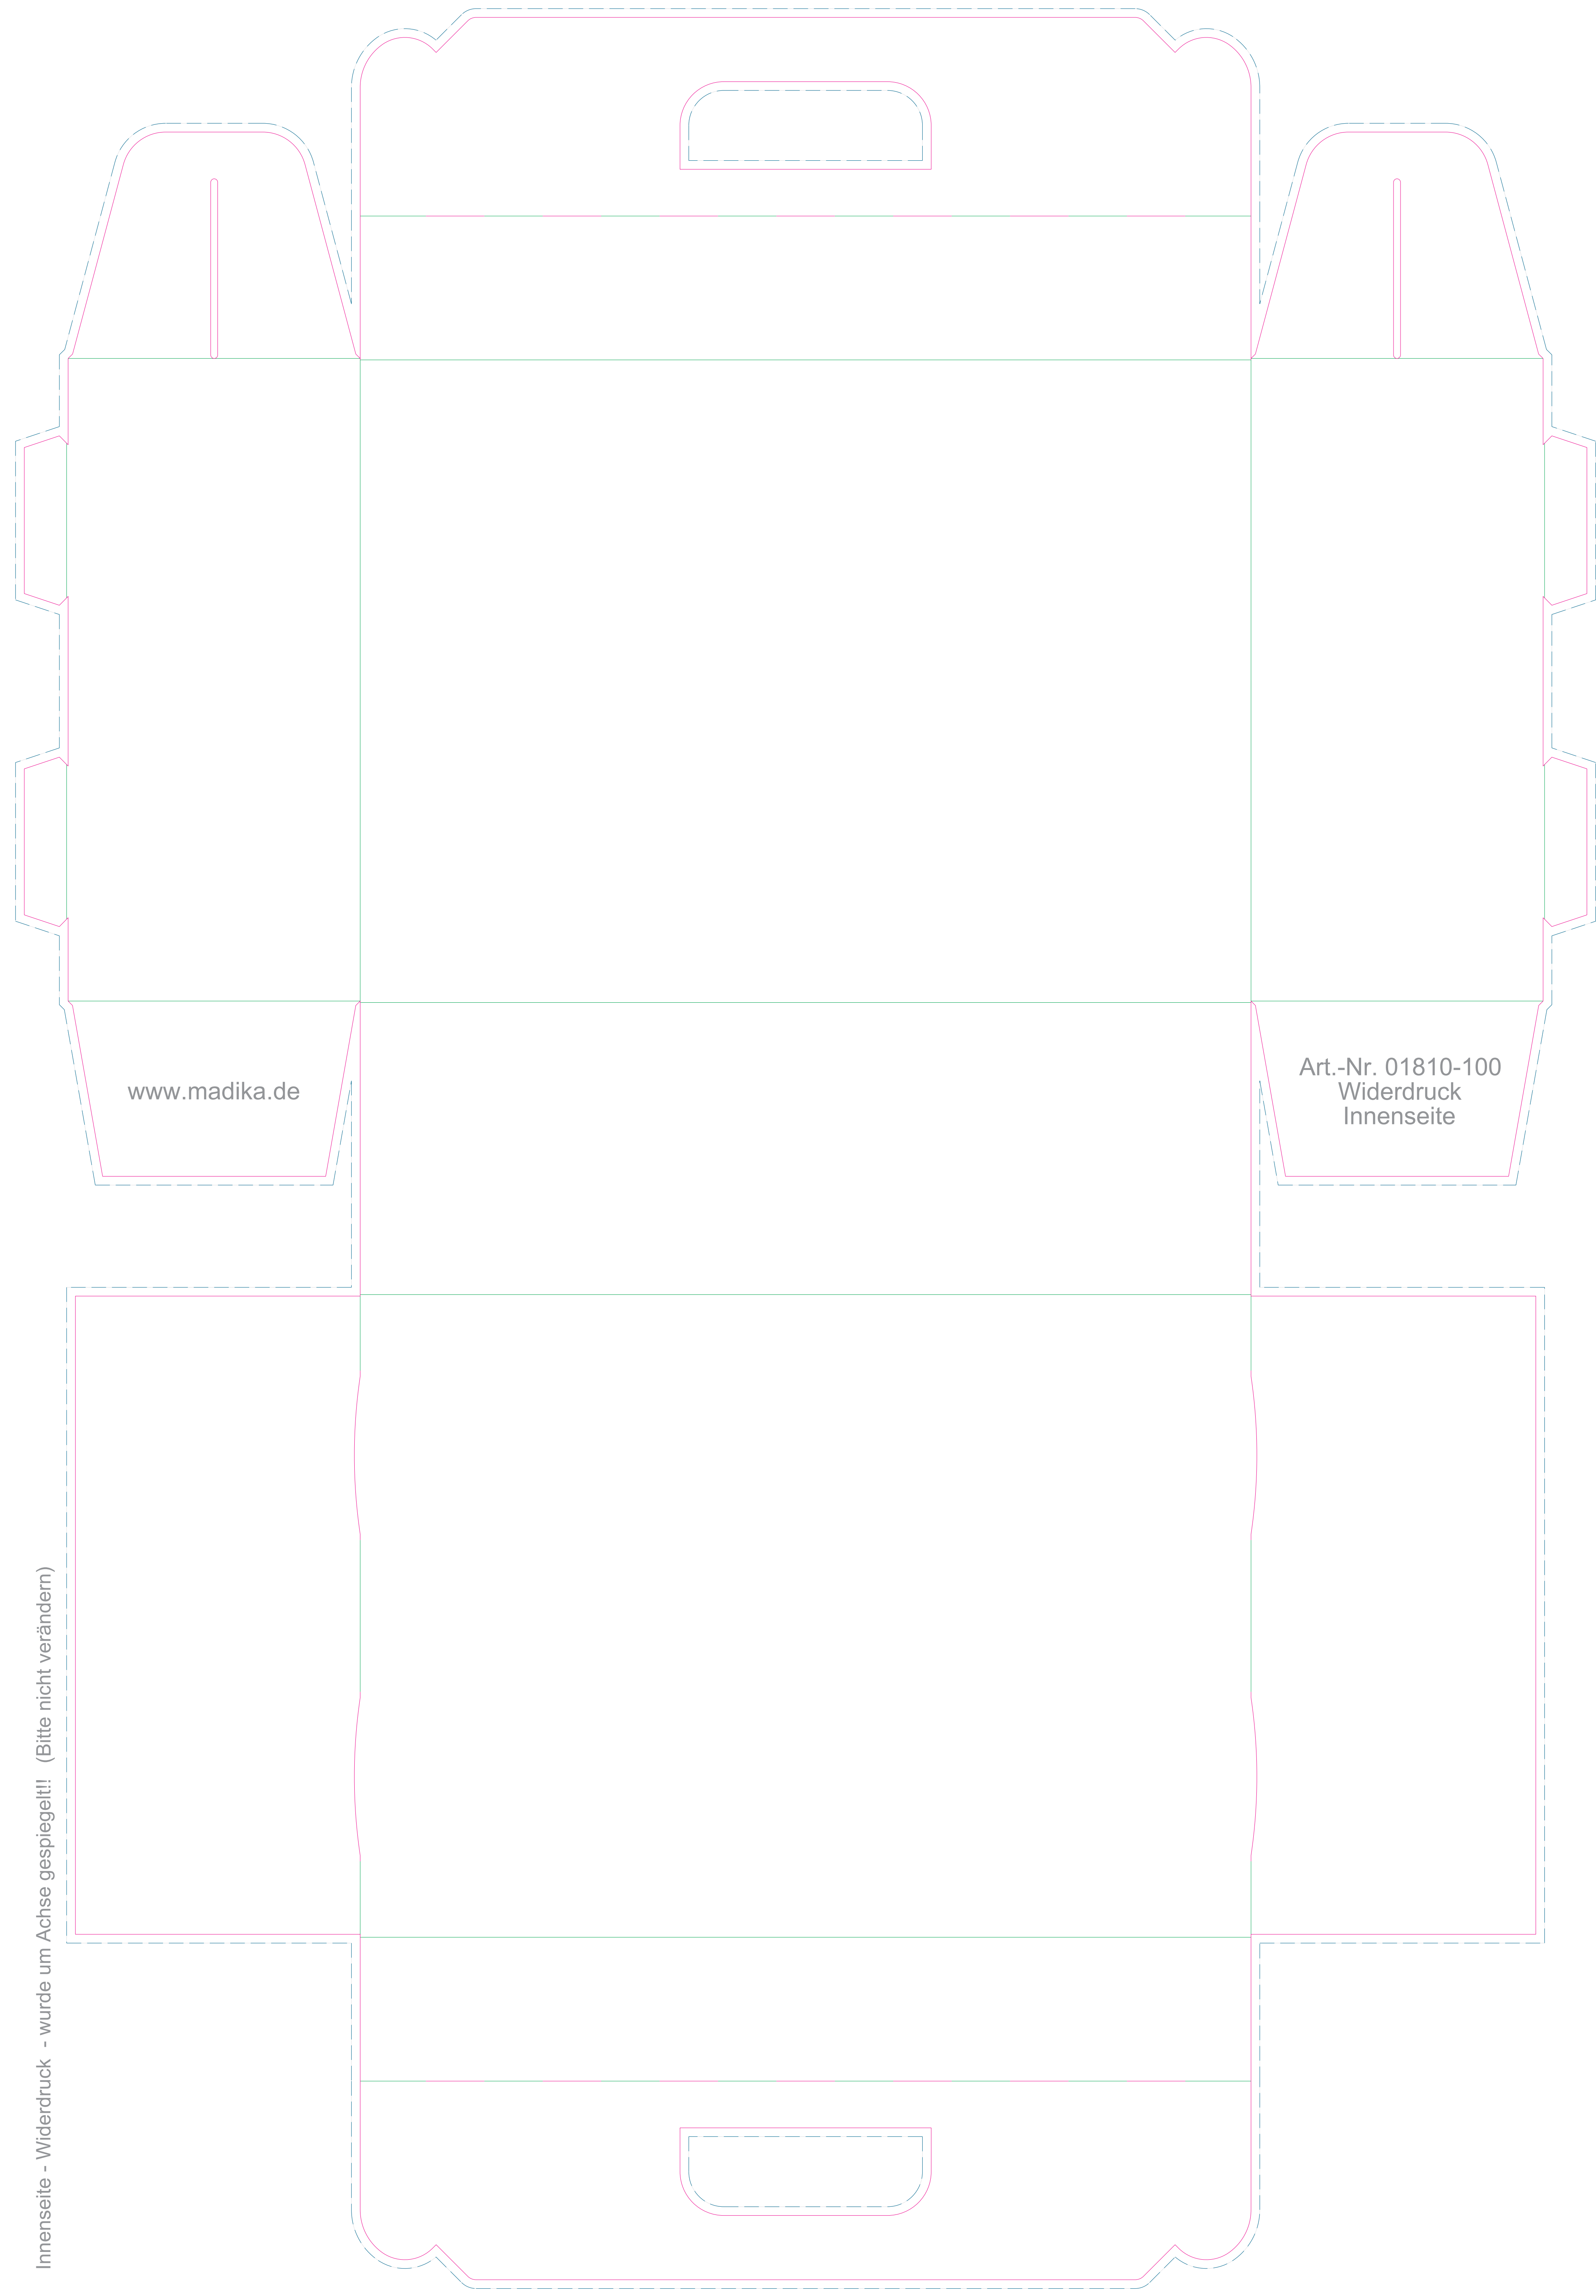 www.madika.de
Art.-Nr. 01810-100
Widerdruck
Innenseite
Innenseite - Widerdruck - wurde um Achse gespiegelt!! (Bitte nicht verändern)